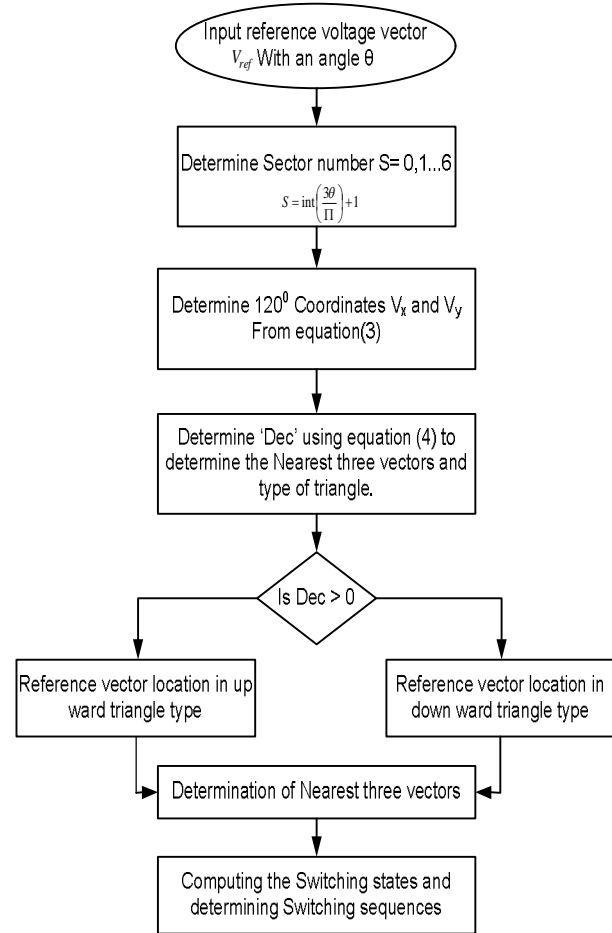 Input reference voltage vector
V_ref With an angle θ
Determine Sector number S= 0,1...6
S = int(3θ/Π)+1
Determine 120⁰ Coordinates Vₓ and V_y
From equation(3)
Determine ‘Dec’ using equation (4) to
determine the Nearest three vectors and
type of triangle.
Is Dec > 0
Reference vector location in up
ward triangle type
Reference vector location in
down ward triangle type
Determination of Nearest three vectors
Computing the Switching states and
determining Switching sequences